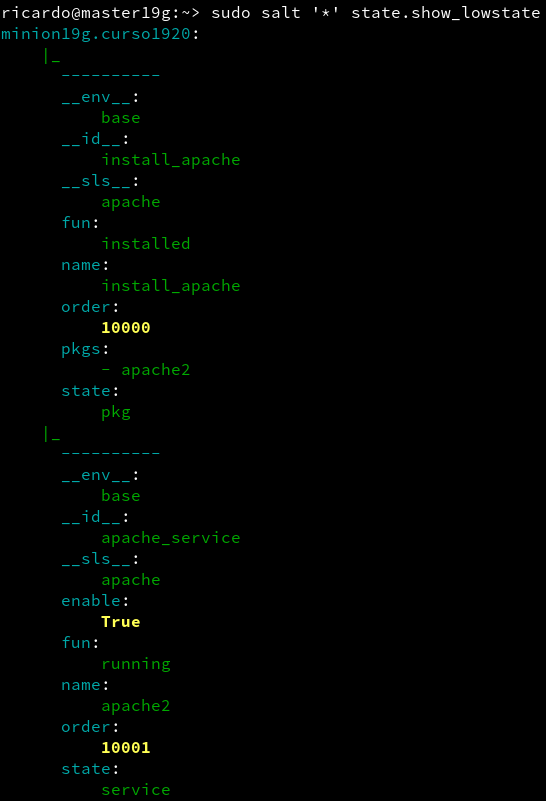 ricardo@master19g:~> sudo salt '*' state.show_lowstate
minion19g.curso1920:
    |_
      ----------
      __env__:
          base
      __id__:
          install_apache
      __sls__:
          apache
      fun:
          installed
      name:
          install_apache
      order:
          10000
      pkgs:
          - apache2
      state:
          pkg
    |_
      ----------
      __env__:
          base
      __id__:
          apache_service
      __sls__:
          apache
      enable:
          True
      fun:
          running
      name:
          apache2
      order:
          10001
      state:
          service